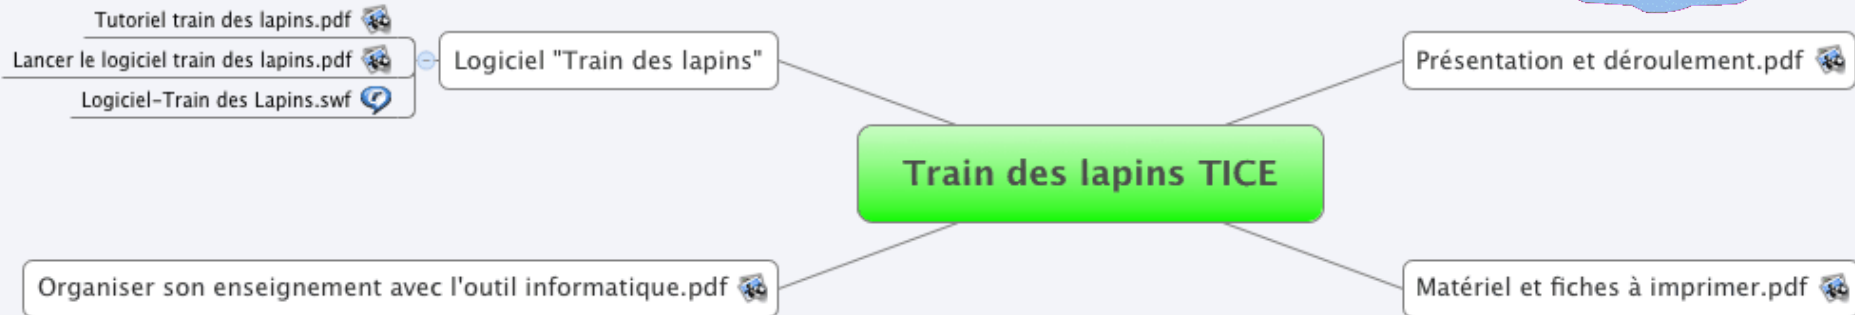 Tutoriel train des lapins.pdf
Lancer le logiciel train des lapins.pdf
Logiciel-Train des Lapins.swf
Logiciel "Train des lapins"
Présentation et déroulement.pdf
Train des lapins TICE
Organiser son enseignement avec l'outil informatique.pdf
Matériel et fiches à imprimer.pdf